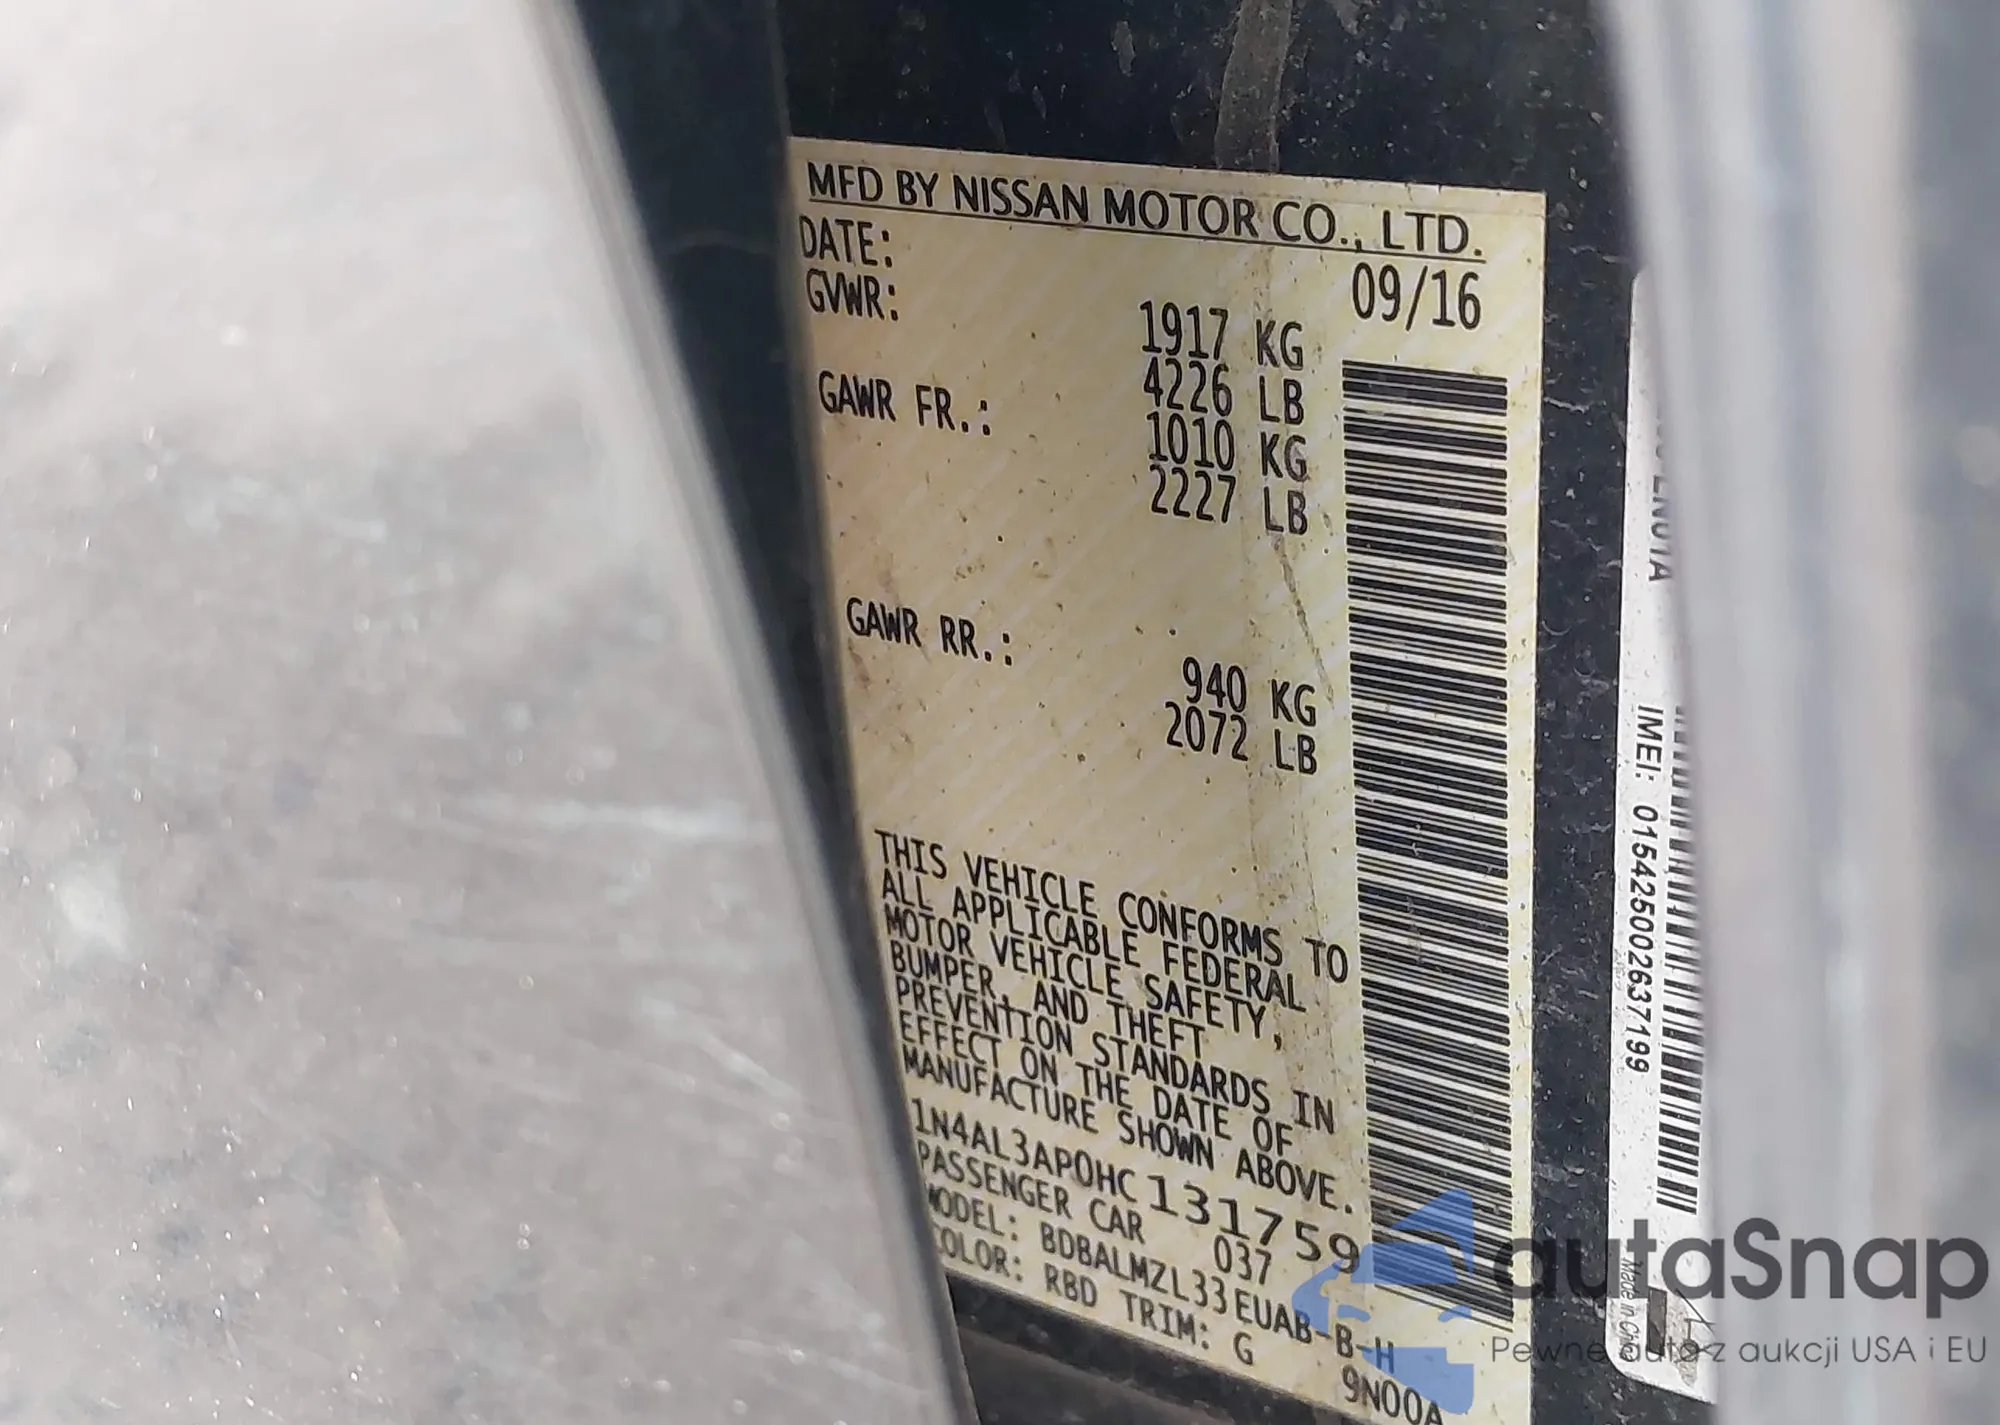 MFD BY NISSAN MOTOR CO., LTD.
DATE: 09/16
GVWR: 1917 KG
4226 LB
GAWR FR.: 1010 KG
2227 LB
GAWR RR.: 940 KG
2072 LB
THIS VEHICLE CONFORMS TO
ALL APPLICABLE FEDERAL
MOTOR VEHICLE SAFETY,
BUMPER, AND THEFT
PREVENTION STANDARDS IN
EFFECT ON THE DATE OF
MANUFACTURE SHOWN ABOVE.
1N4AL3AP0HC131759
PASSENGER CAR 037
MODEL: BDBALMZL33EUAB-B-H
COLOR: RBD TRIM: G
9N00A
IMEI: 015425002637199
Made in
autaSnap
Pewne auta z aukcji USA i EU